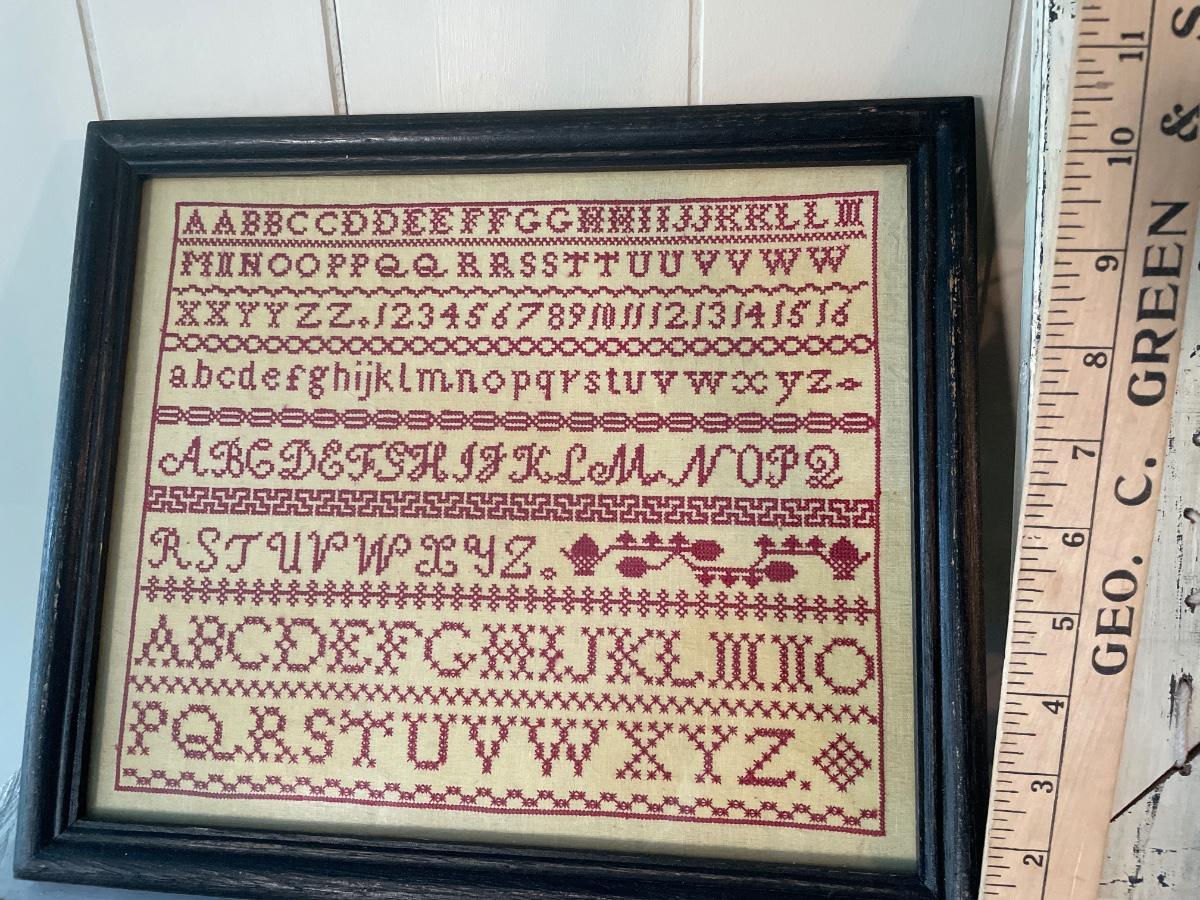 AABBCCDDEEFFGGHHIIJJKKLLM
MNNOOPPQQRRSSTTUUVVWW
XXYYZZ.12345678910111213141516
abcdefghijklmnopqrstuvwxyz
ABCDEFGHIJKLMNOPQ
RSTUVWXYZ.
ABCDEFGHIJKLMNO
PQRSTUVWXYZ.
11
10
9
8
7
6
5
4
3
2
GEO. C. GREEN & S